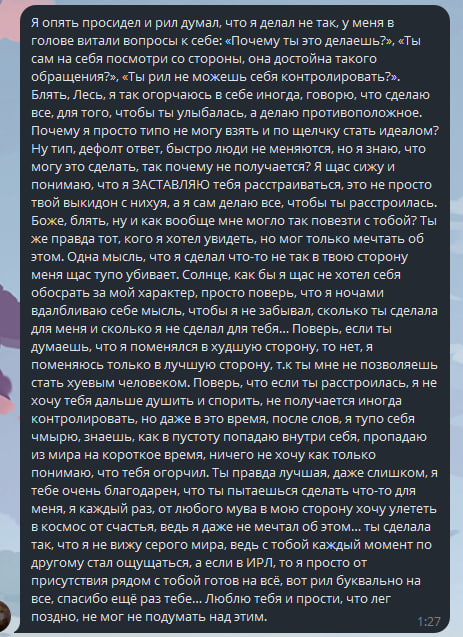 Я опять просидел и рил думал, что я делал не так, у меня в
голове витали вопросы к себе: «Почему ты это делаешь?», «Ты
сам на себя посмотри со стороны, она достойна такого
обращения?», «Ты рил не можешь себя контролировать?».
Блять, Лесь, я так огорчаюсь в себе иногда, говорю, что сделаю
все, для того, чтобы ты улыбалась, а делаю противоположное.
Почему я просто типо не могу взять и по щелчку стать идеалом?
Ну тип, дефолт ответ, быстро люди не меняются, но я знаю, что
могу это сделать, так почему не получается? Я щас сижу и
понимаю, что я ЗАСТАВЛЯЮ тебя расстраиваться, это не просто
твой выкидон с нихуя, а я сам делаю все, чтобы ты расстроилась.
Боже, блять, ну и как вообще мне могло так повезти с тобой? Ты
же правда тот, кого я хотел увидеть, но мог только мечтать об
этом. Одна мысль, что я сделал что-то не так в твою сторону
меня щас тупо убивает. Солнце, как бы я щас не хотел себя
обосрать за мой характер, просто поверь, что я ночами
вдалбливаю себе мысль, чтобы я не забывал, сколько ты сделала
для меня и сколько я не сделал для тебя... Поверь, если ты
думаешь, что я поменялся в худшую сторону, то нет, я
поменяюсь только в лучшую сторону, т.к ты мне не позволяешь
стать хуевым человеком. Поверь, что если ты расстроилась, я не
хочу тебя дальше душить и спорить, не получается иногда
контролировать, но даже в это время, после слов, я тупо себя
чмырю, знаешь, как в пустоту попадаю внутри себя, пропадаю
из мира на короткое время, ничего не хочу как только
понимаю, что тебя огорчил. Ты правда лучшая, даже слишком, я
тебе очень благодарен, что ты пытаешься сделать что-то для
меня, я каждый раз, от любого мува в мою сторону хочу улететь
в космос от счастья, ведь я даже не мечтал об этом... ты сделала
так, что я не вижу серого мира, ведь с тобой каждый момент по
другому стал ощущаться, а если в ИРЛ, то я просто от
присутствия рядом с тобой готов на всё, вот рил буквально на
все, спасибо ещё раз тебе... Люблю тебя и прости, что лег
поздно, не мог не подумать над этим.
1:27